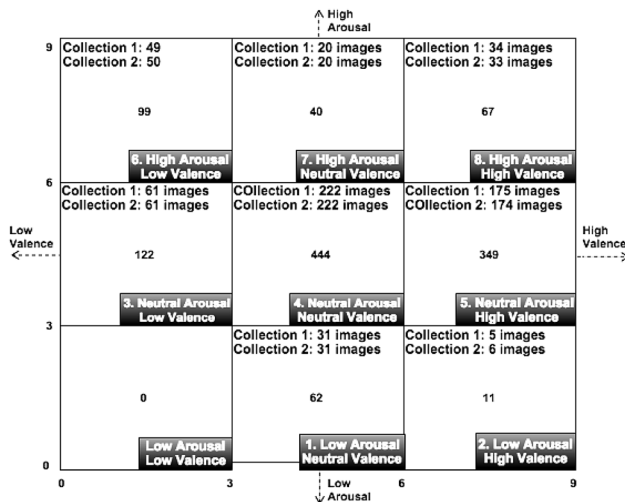 High
Arousal
9
Collection 1: 49
Collection 2: 50
99
6. High Arousal
Low Valence
Collection 1: 20 images
Collection 2: 20 images
40
7. High Arousal
Neutral Valence
Collection 1: 34 images
Collection 2: 33 images
67
8. High Arousal
High Valence
6
Low
Valence
Collection 1: 61 images
Collection 2: 61 images
122
3. Neutral Arousal
Low Valence
COllection 1: 222 images
Collection 2: 222 images
444
4. Neutral Arousal
Neutral Valence
Collection 1: 175 images
COllection 2: 174 images
349
5. Neutral Arousal
High Valence
High
Valence
3
0
Low Arousal
Low Valence
Collection 1: 31 images
Collection 2: 31 images
62
1. Low Arousal
Neutral Valence
Collection 1: 5 images
Collection 2: 6 images
11
2. Low Arousal
High Valence
0
0
3
Low
Arousal
6
9